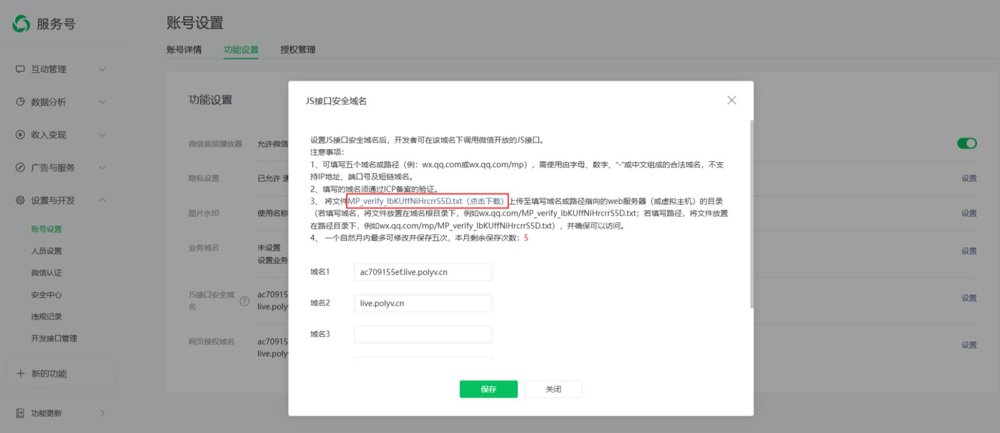 服务号
互动管理
数据分析
收入变现
广告与服务
设置与开发
账号设置
人员设置
微信认证
安全中心
违规记录
开发接口管理
新的功能
功能更新
账号设置
账号详情 功能设置 授权管理
功能设置
微信音频播放器 允许微信
隐私设置 已允许 通 设置
图片水印 使用名称 设置
业务域名 未设置 设置
设置业务
JS接口安全域名 ac70915 设置
live.polyv
网页授权域名 ac70915 设置
live.polyv
JS接口安全域名
设置JS接口安全域名后，开发者可在该域名下调用微信开放的JS接口。
注意事项：
1、可填写五个域名或路径（例：wx.qq.com或wx.qq.com/mp），需使用由字母、数字、“-”或中文组成的合法域名，不支
持IP地址、端口号及短链域名。
2、填写的域名须通过ICP备案的验证。
3、 将文件MP_verify_IbKUffNiHrcrrS5D.txt（点击下载）上传至填写域名或路径指向的web服务器（或虚拟主机）的目录
（若填写域名，将文件放置在域名根目录下，例如wx.qq.com/MP_verify_IbKUffNiHrcrrS5D.txt；若填写路径，将文件放置
在路径目录下，例如wx.qq.com/mp/MP_verify_IbKUffNiHrcrrS5D.txt），并确保可以访问。
4、 一个自然月内最多可修改并保存五次，本月剩余保存次数：5
域名1 ac709155ef.live.polyv.cn
域名2 live.polyv.cn
域名3
保存 关闭